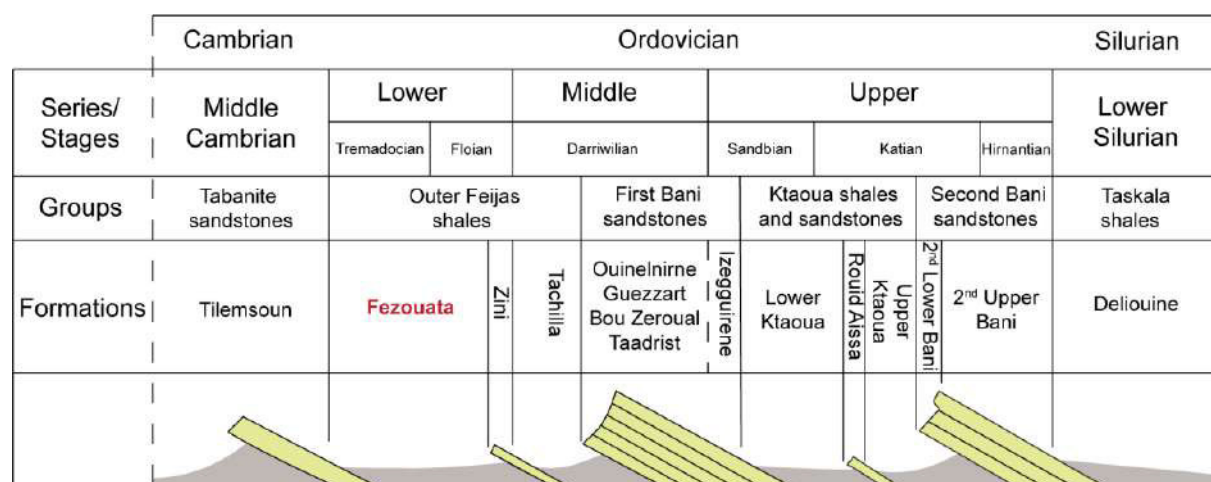 Cambrian Ordovician Silurian
Series/
Stages
Middle
Cambrian
Lower Middle Upper
Lower
Silurian
Tremadocian Floian Darriwilian Sandbian Katian Hirnantian
Groups
Tabanite
sandstones
Outer Feijas
shales
First Bani
sandstones
Ktaoua shales
and sandstones
Second Bani
sandstones
Taskala
shales
Formations
Tilemsoun
Fezouata
Zini
Tachilla
Ouinelnirne
Guezzart
Bou Zeroual
Taadrist
Izegguirene
Lower
Ktaoua
Rouid Aissa
Upper
Ktaoua
2nd Lower Bani
2nd Upper
Bani
Deliouine